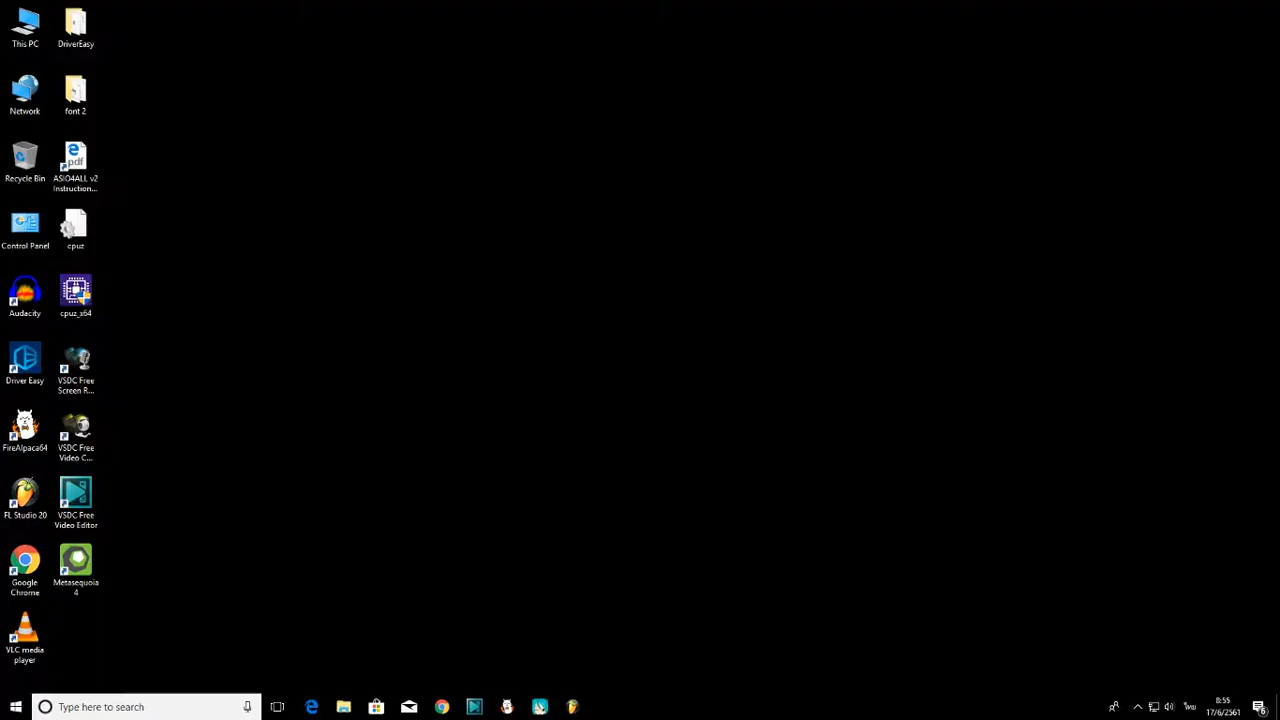 This PC
DriverEasy
Network
font 2
pdf
Recycle Bin
ASIO4ALL v2
Instruction...
Control Panel
cpuz
Audacity
cpuz_x64
Driver Easy
VSDC Free
Screen R...
FireAlpaca64
VSDC Free
Video C...
FL Studio 20
VSDC Free
Video Editor
Google
Chrome
Metasequoia
4
VLC media
player
Type here to search
8:55
17/6/2561
6